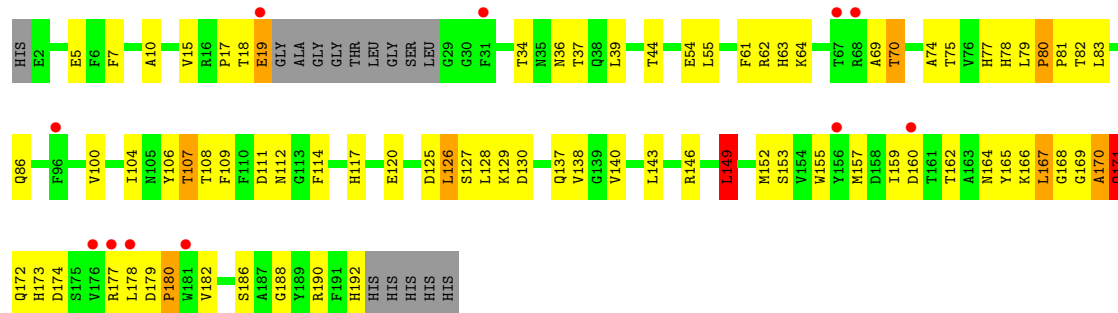 HIS E2 E5 F6 F7 A10 V15 R16 P17 T18 E19 GLY ALA GLY GLY THR LEU GLY SER LEU G29 G30 F31 T34 N35 N36 T37 Q38 L39 T44 E54 L55 F61 R62 H63 K64 T67 R68 A69 T70 A74 T75 V76 H77 H78 L79 P80 P81 T82 L83
Q86 F96 V100 I104 N105 Y106 T107 T108 F109 F110 D111 N112 G113 F114 H117 E120 D125 L126 S127 L128 K129 D130 Q137 V138 G139 V140 L143 R146 L149 M152 S153 V154 W155 Y156 M157 D158 I159 D160 T161 T162 A163 N164 Y165 K166 L167 G168 G169 A170
Q172 H173 D174 S175 V176 R177 L178 D179 P180 W181 V182 S186 A187 G188 Y189 R190 F191 H192 HIS HIS HIS HIS HIS